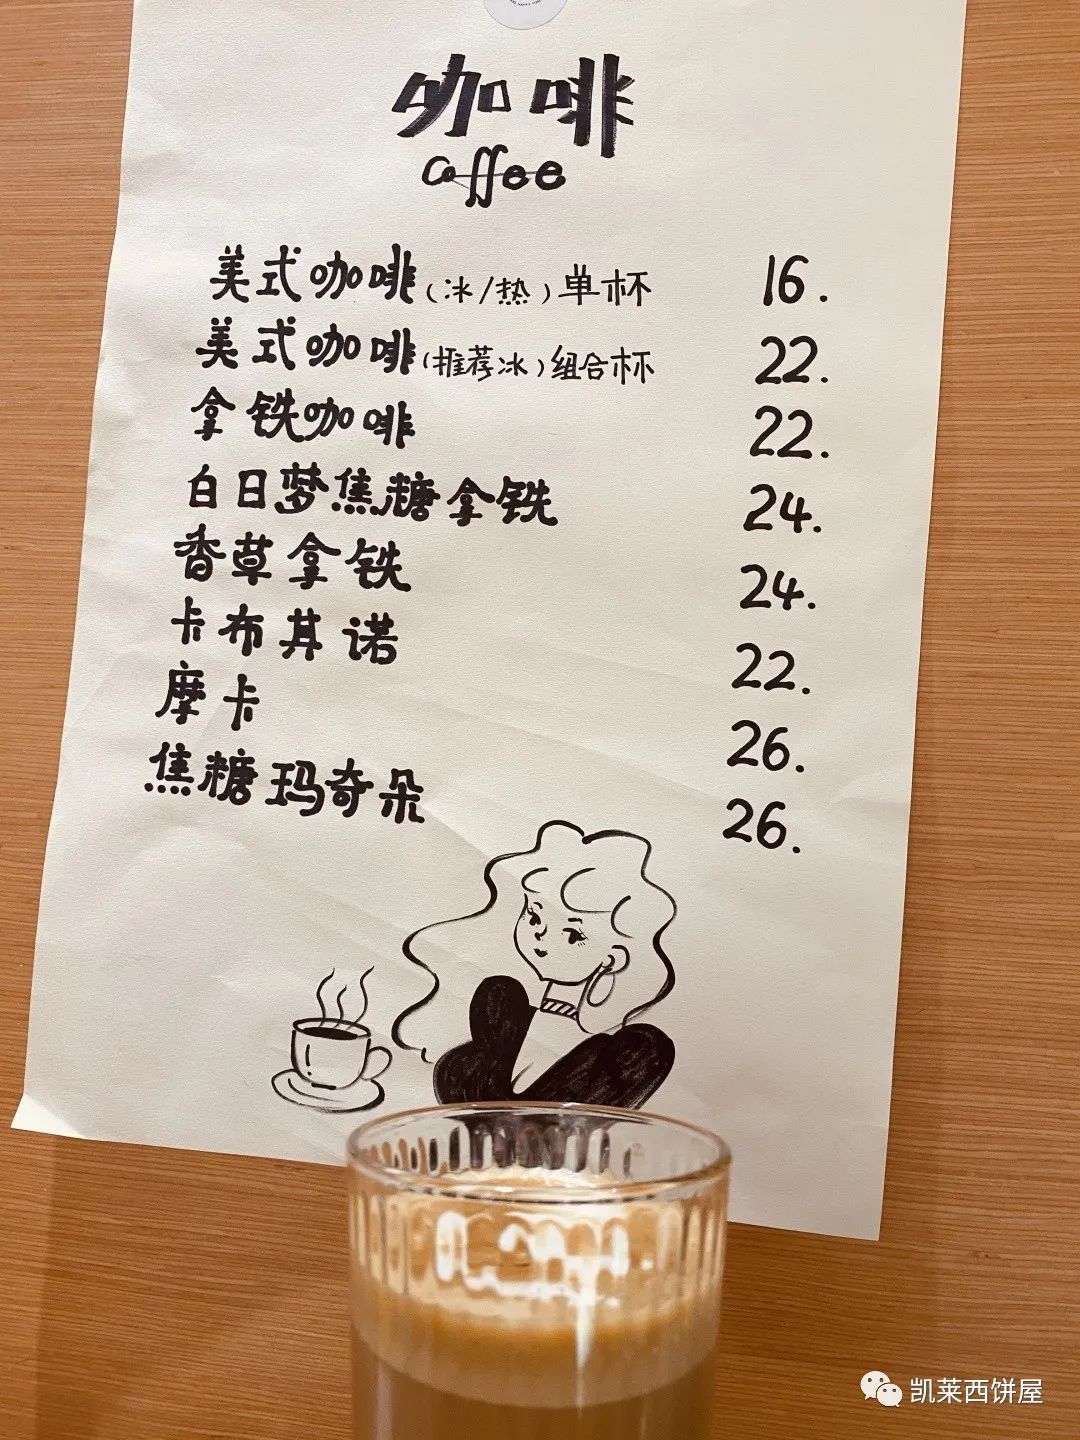 咖啡
Coffee
美式咖啡(冰/热)单杯 16.
美式咖啡(推荐冰)组合杯 22.
拿铁咖啡 22.
白日梦焦糖拿铁 24.
香草拿铁 24.
卡布其诺 22.
摩卡 26.
焦糖玛奇朵 26.
凯莱西饼屋